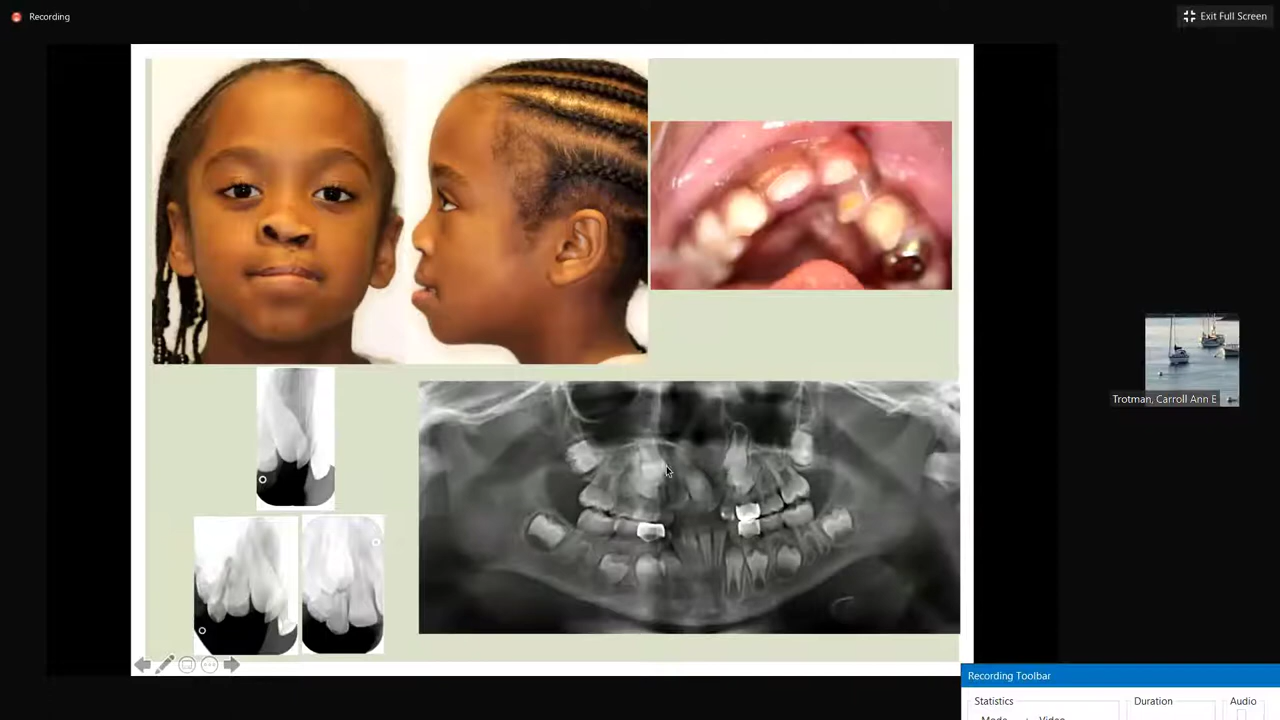 Recording
Exit Full Screen
Trotman, Carroll Ann E
Recording Toolbar
Statistics
Duration
Audio